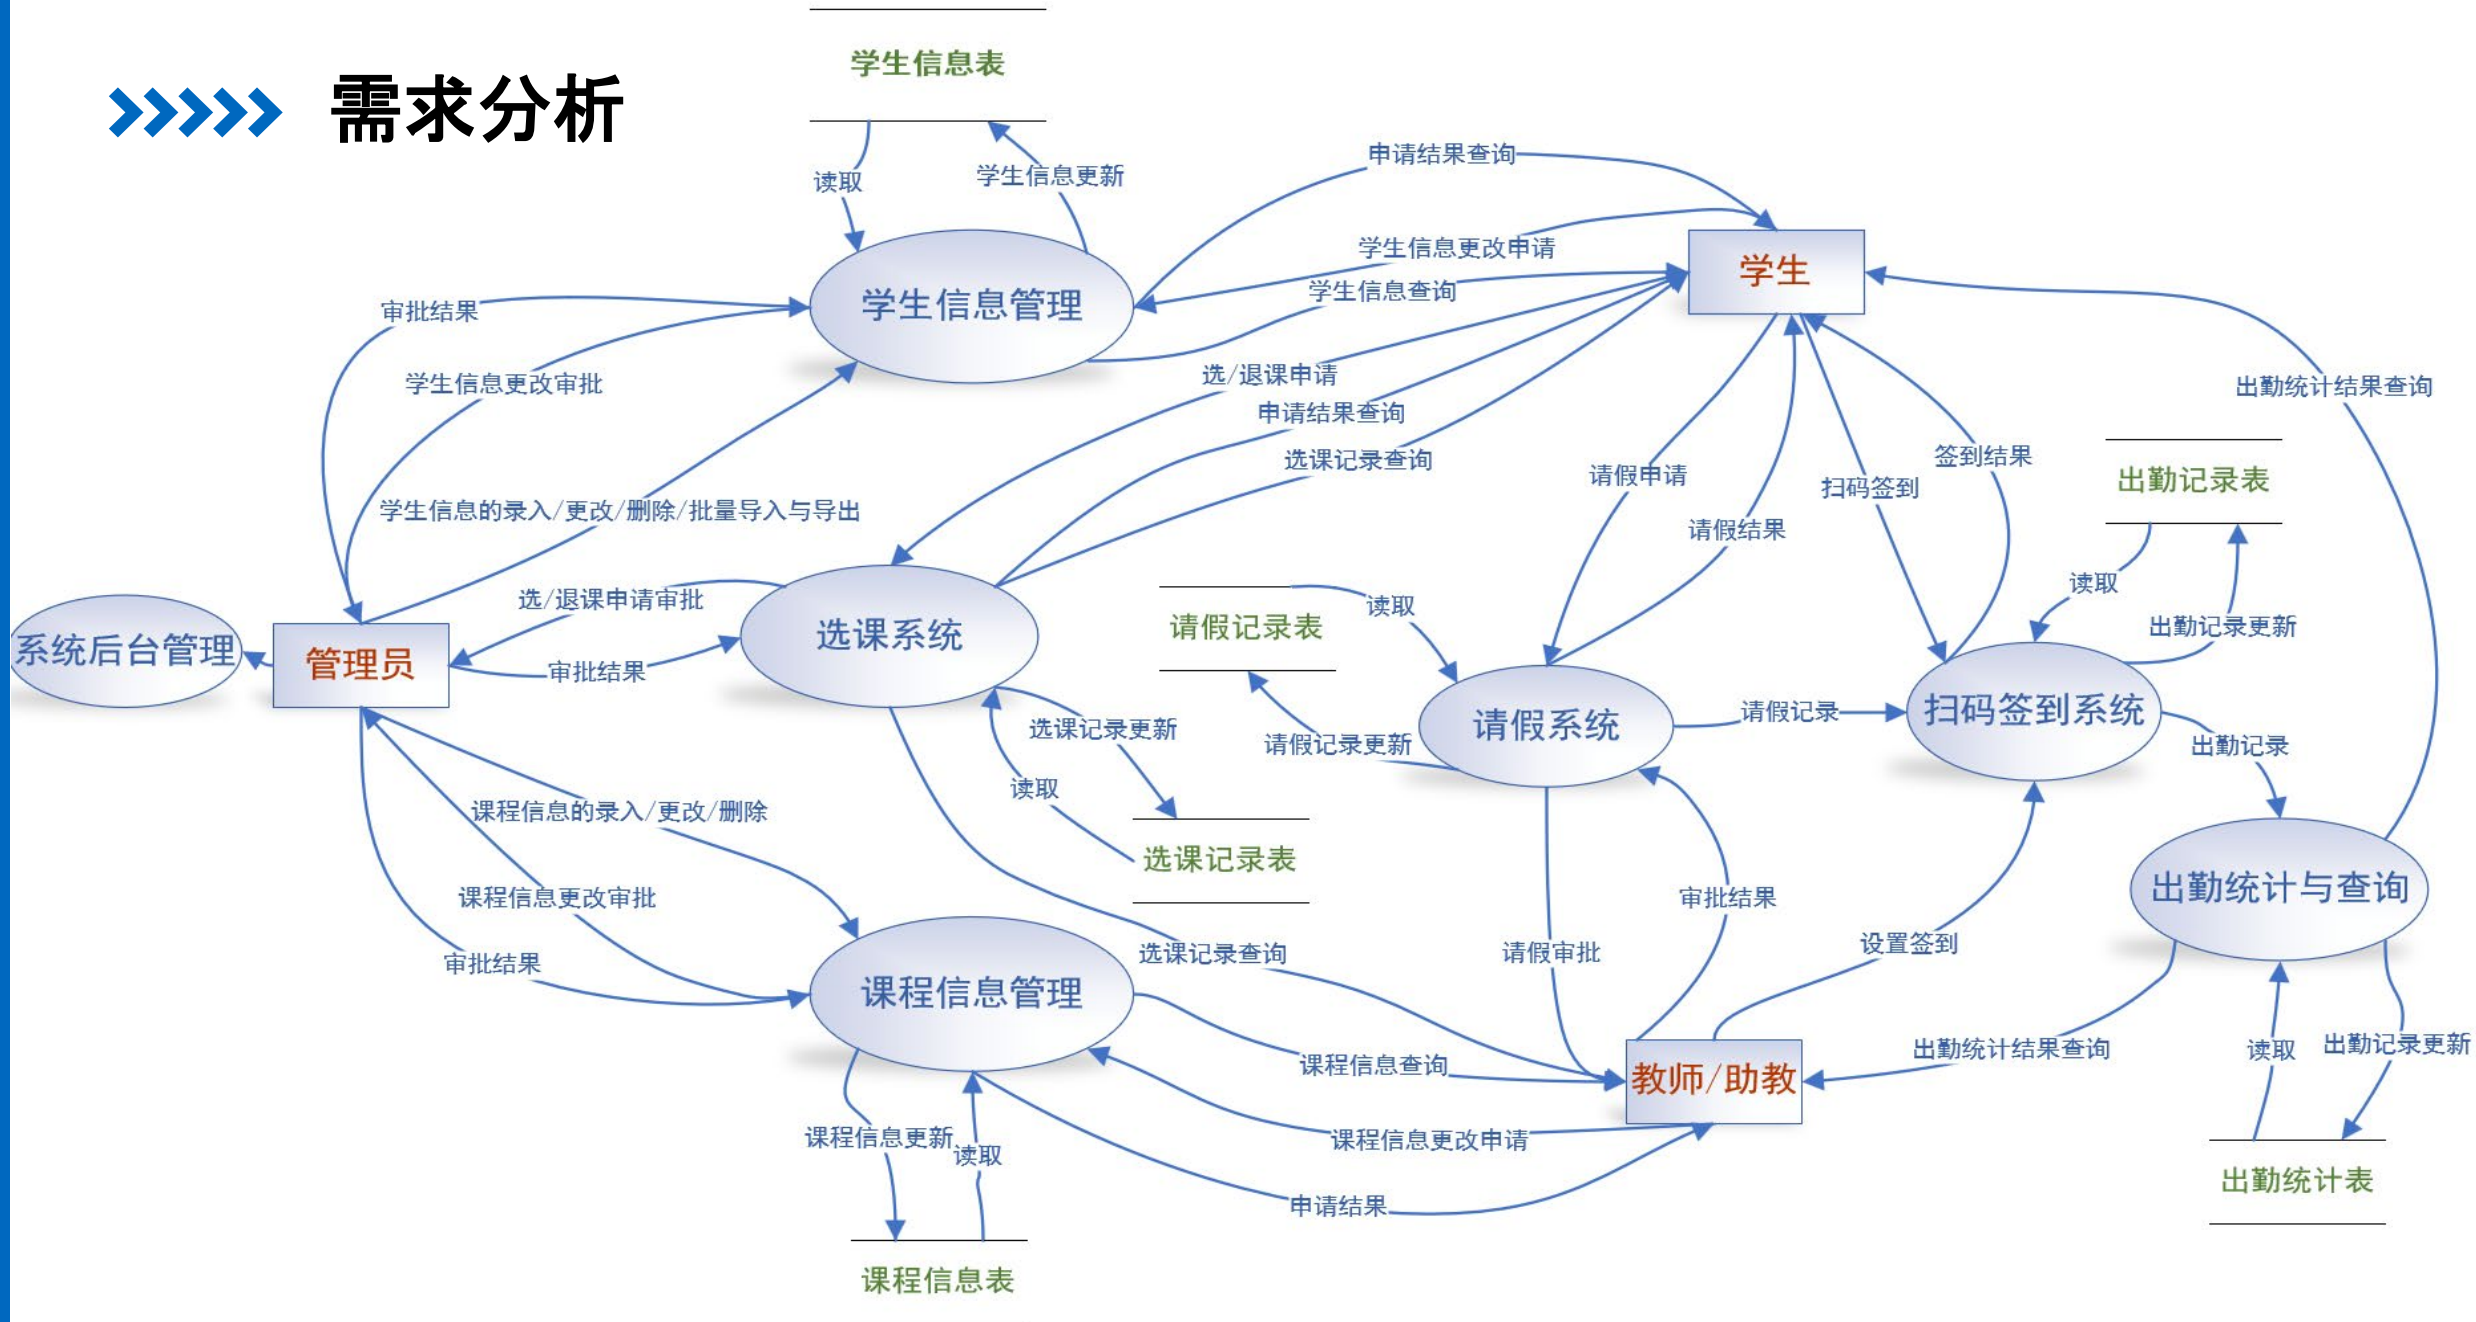 需求分析
学生信息表
读取
学生信息更新
申请结果查询
学生信息更改申请
学生信息查询
学生
学生信息管理
审批结果
学生信息更改审批
学生信息的录入/更改/删除/批量导入与导出
选/退课申请
申请结果查询
选课记录查询
出勤统计结果查询
请假申请
请假结果
扫码签到
签到结果
出勤记录表
读取
出勤记录更新
系统后台管理
管理员
选/退课申请审批
审批结果
选课系统
请假记录表
读取
请假记录更新
请假系统
请假记录
扫码签到系统
出勤记录
选课记录更新
读取
选课记录表
课程信息的录入/更改/删除
课程信息更改审批
审批结果
课程信息管理
选课记录查询
请假审批
审批结果
设置签到
出勤统计与查询
课程信息查询
教师/助教
出勤统计结果查询
读取
出勤记录更新
课程信息更新
读取
课程信息更改申请
申请结果
出勤统计表
课程信息表